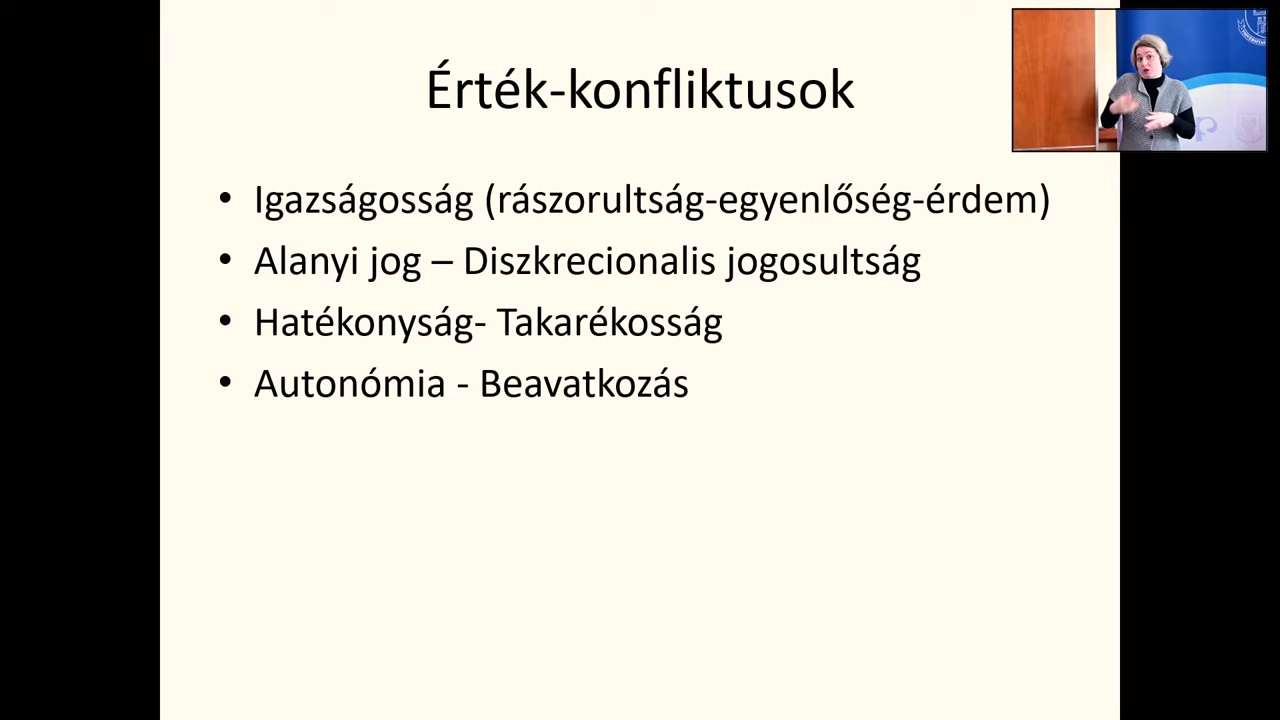 Érték-konfliktusok
• Igazságosság (rászorultság-egyenlőség-érdem)
• Alanyi jog – Diszkrecionalis jogosultság
• Hatékonyság- Takarékosság
• Autonómia - Beavatkozás